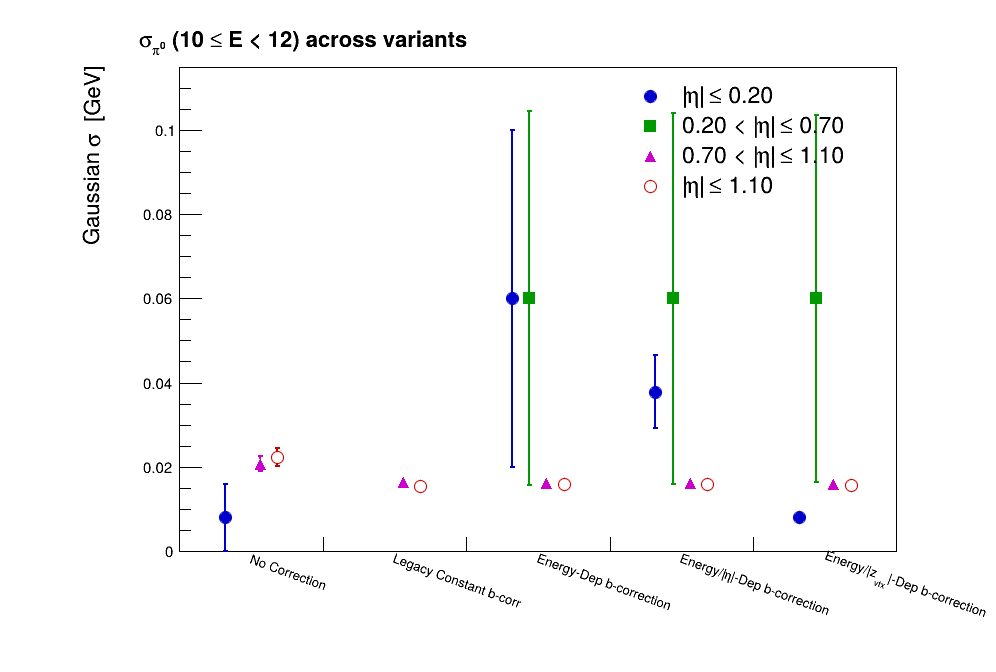 σπ⁰ (10 ≤ E < 12) across variants
Gaussian σ [GeV]
|η| ≤ 0.20
0.20 < |η| ≤ 0.70
0.70 < |η| ≤ 1.10
|η| ≤ 1.10
0.1
0.08
0.06
0.04
0.02
0
No Correction
Legacy Constant b-corr
Energy-Dep b-correction
Energy/|η|-Dep b-correction
Energy/|z_vtx|-Dep b-correction